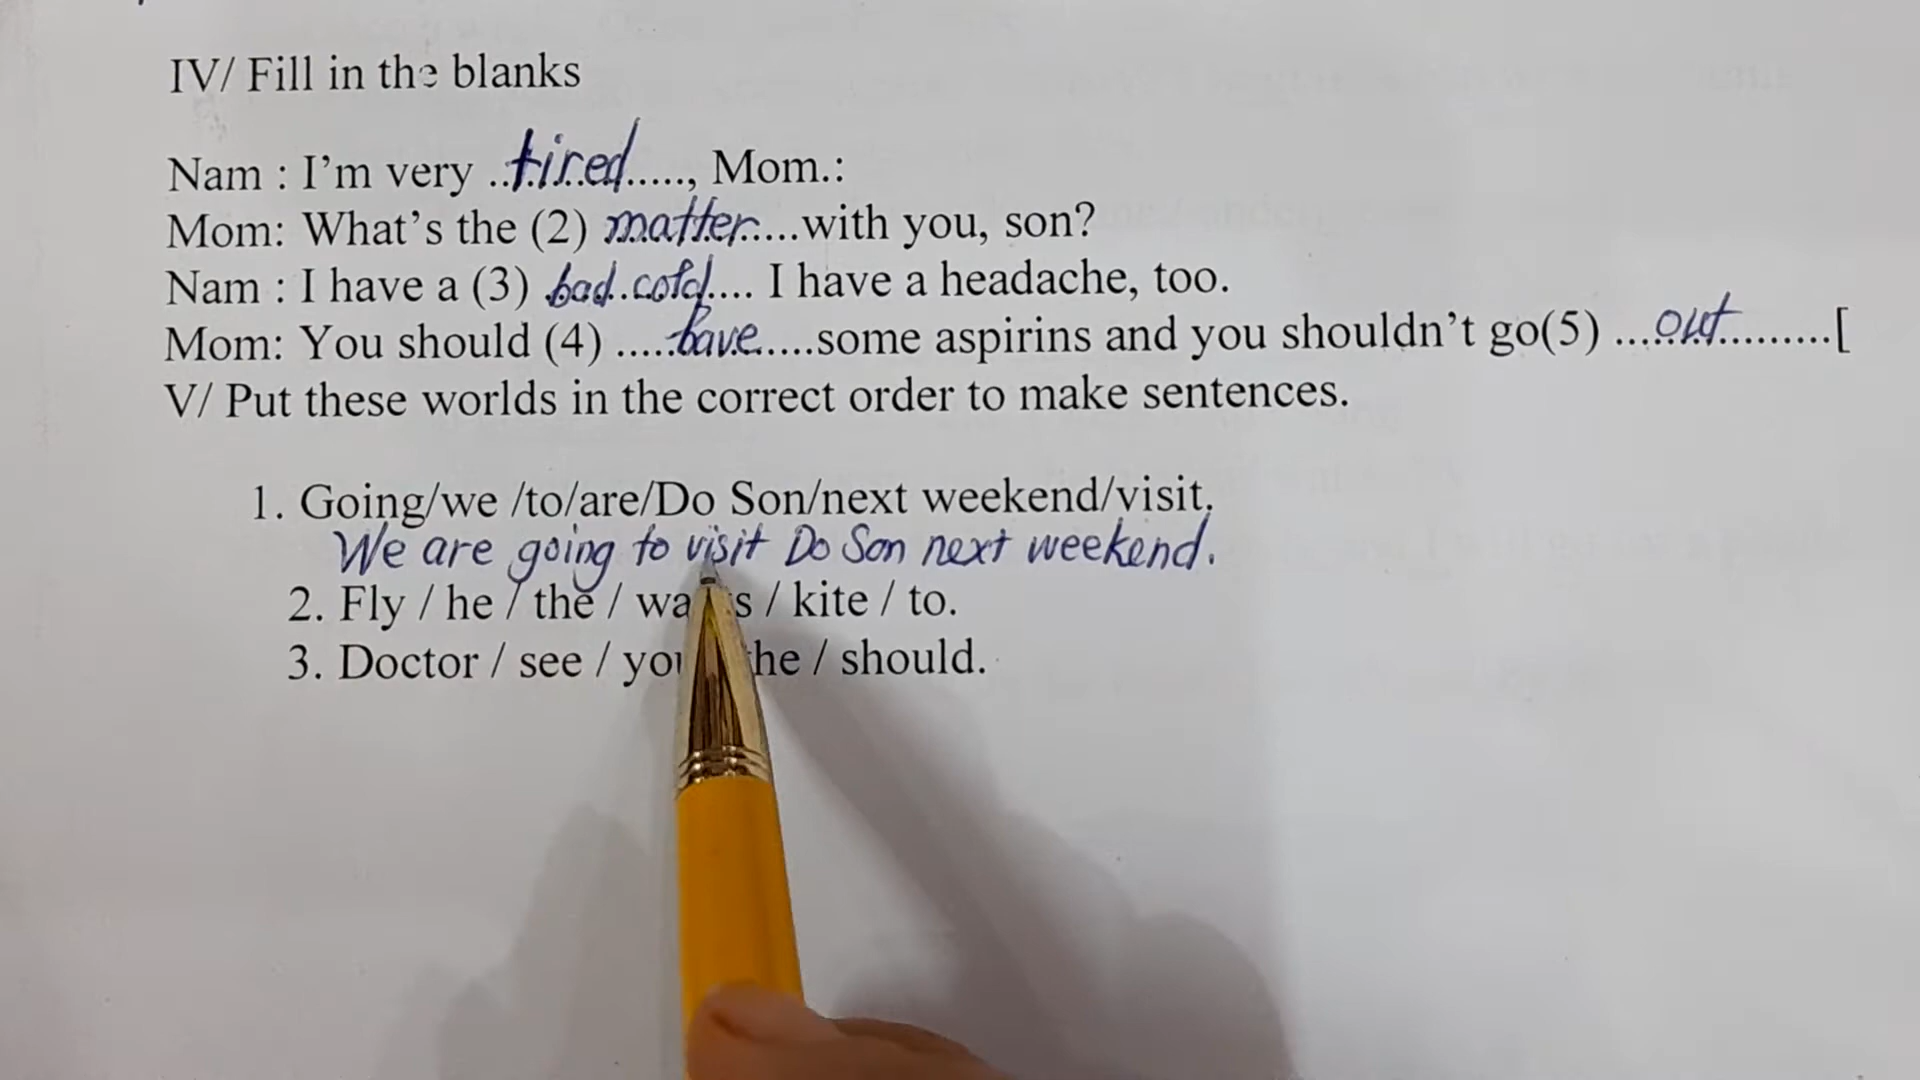 IV/ Fill in the blanks
Nam : I'm very ..tired....., Mom.:
Mom: What's the (2) matter....with you, son?
Nam : I have a (3) bad cold.... I have a headache, too.
Mom: You should (4) .....have....some aspirins and you shouldn't go(5) ...out.........[
V/ Put these worlds in the correct order to make sentences.
1. Going/we /to/are/Do Son/next weekend/visit.
We are going to visit Do Son next weekend.
2. Fly / he / the / / kite / to.
3. Doctor / see / / should.